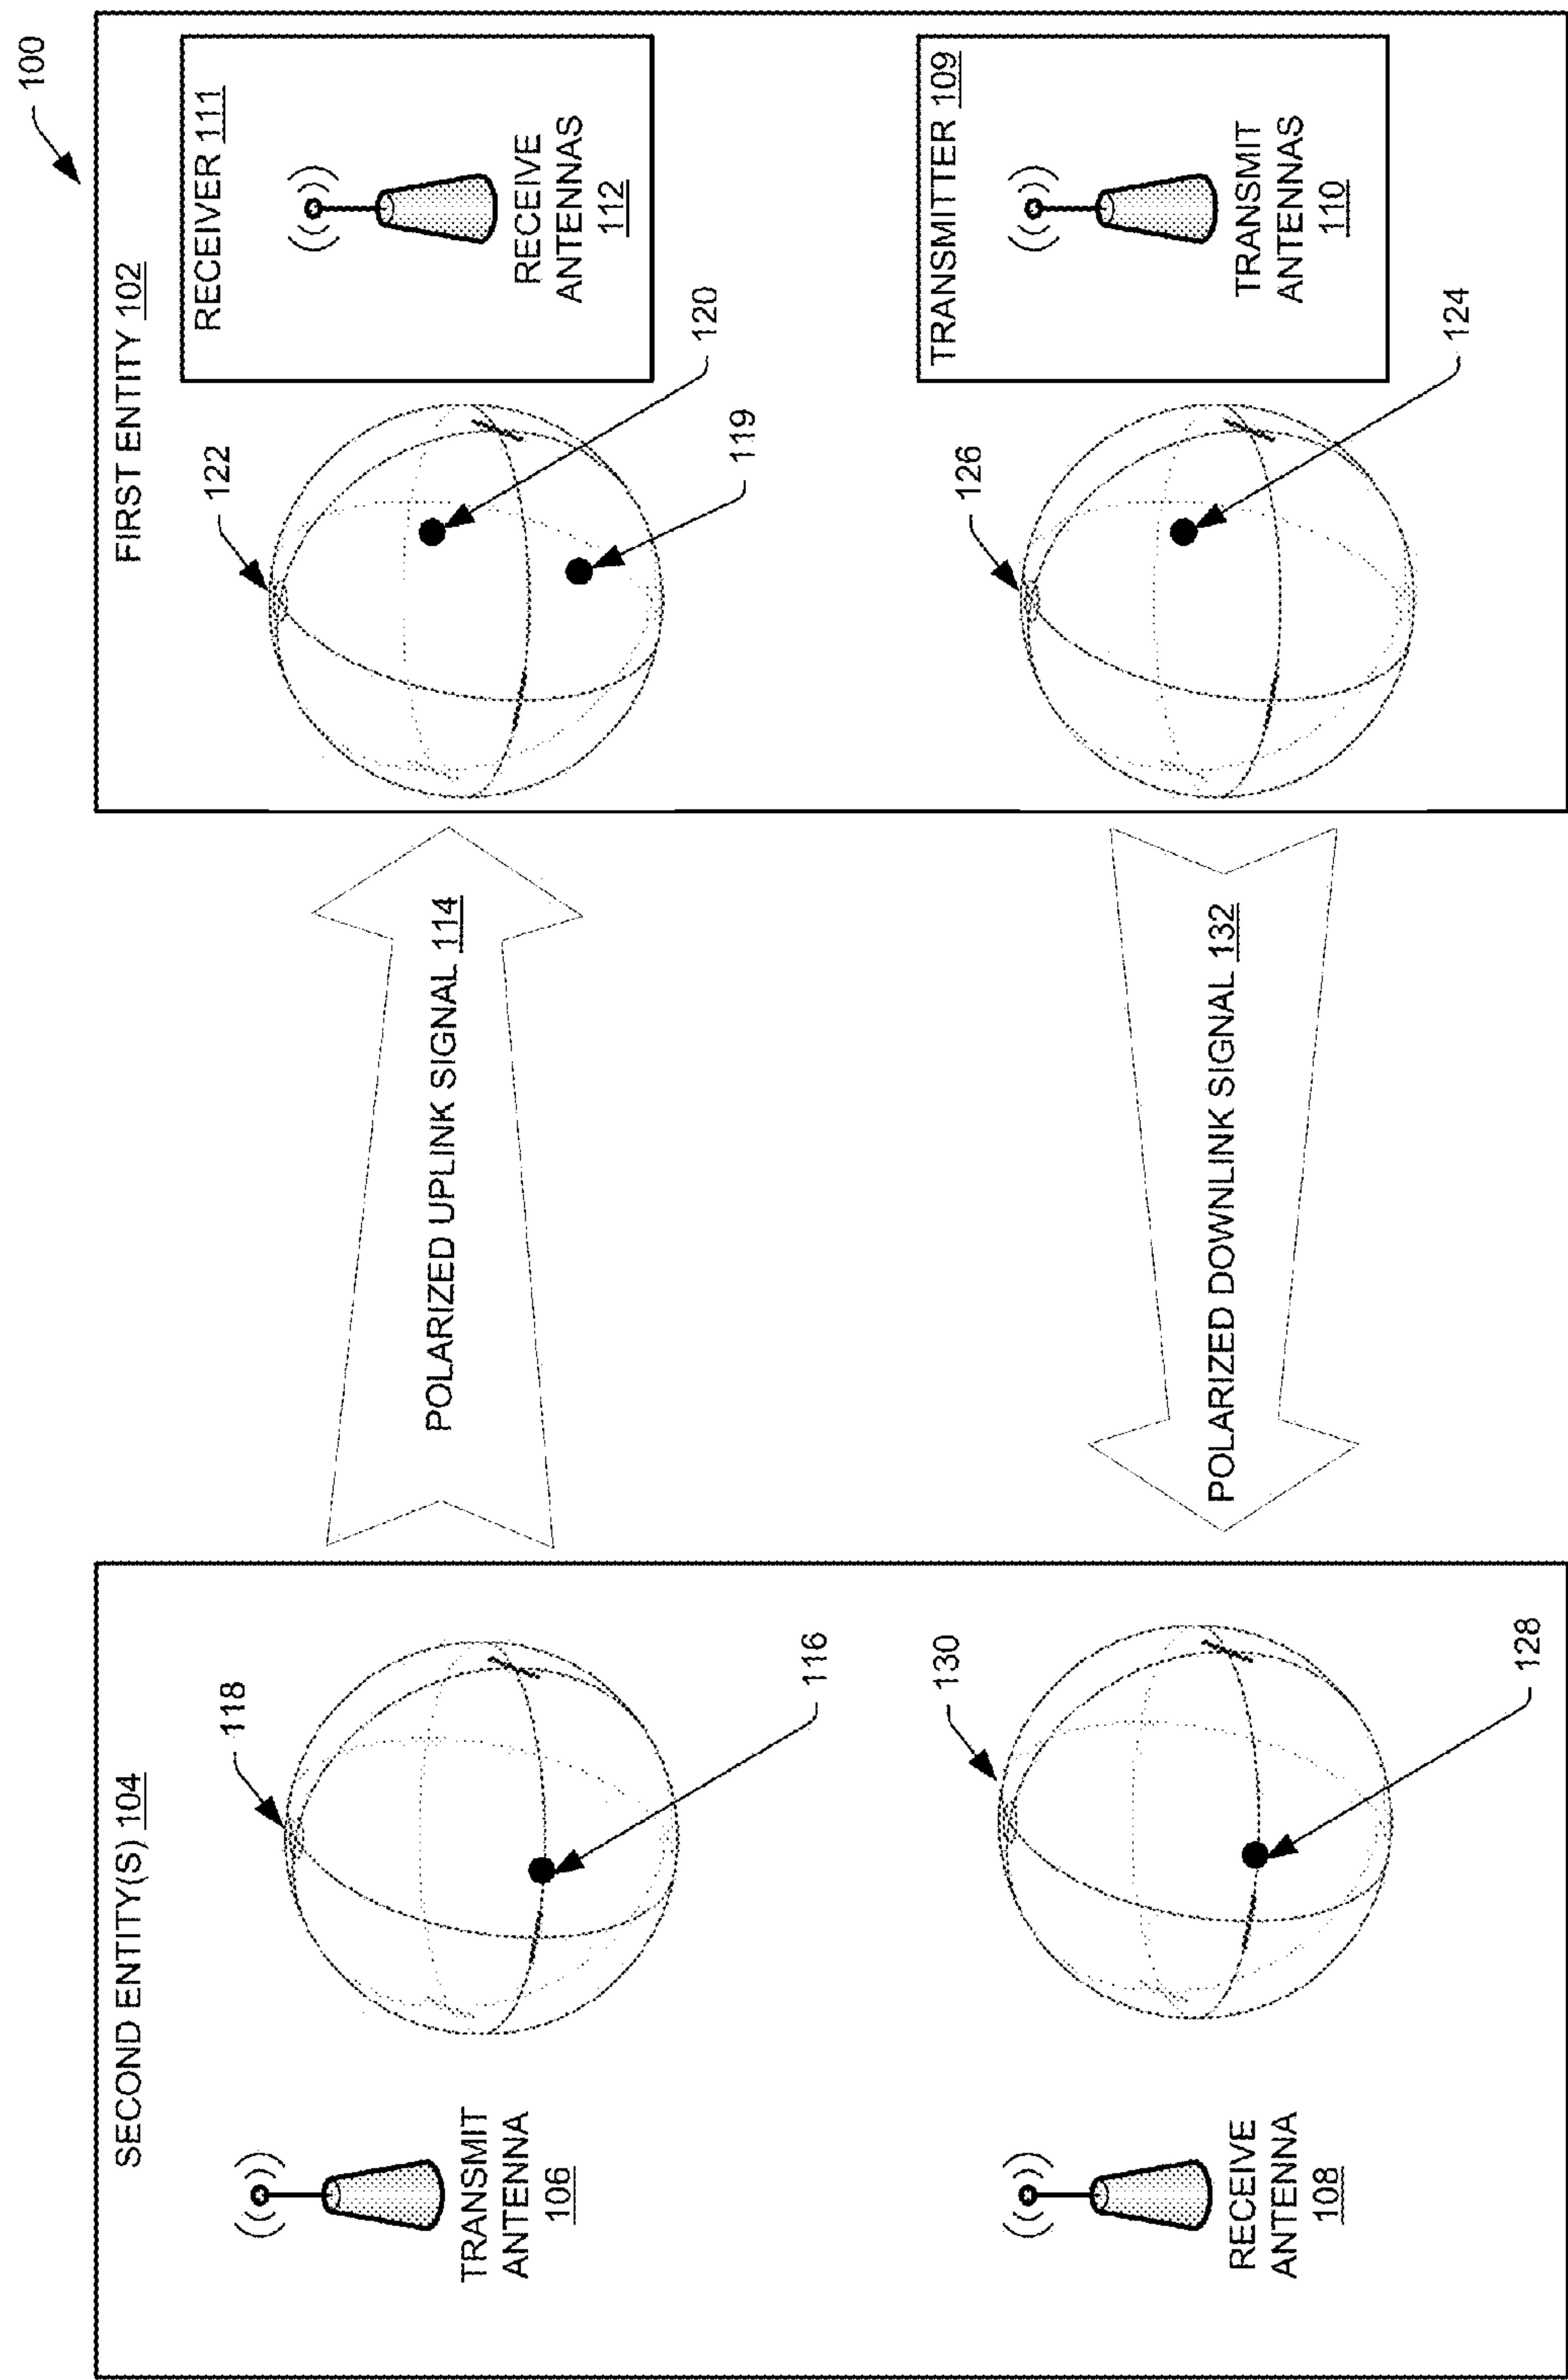 100
SECOND ENTITY(S) 104
TRANSMIT
ANTENNA
106
118
116
RECEIVE
ANTENNA
108
130
128
POLARIZED UPLINK SIGNAL 114
POLARIZED DOWNLINK SIGNAL 132
FIRST ENTITY 102
122
120
119
RECEIVER 111
RECEIVE
ANTENNAS
112
126
124
TRANSMITTER 109
TRANSMIT
ANTENNAS
110